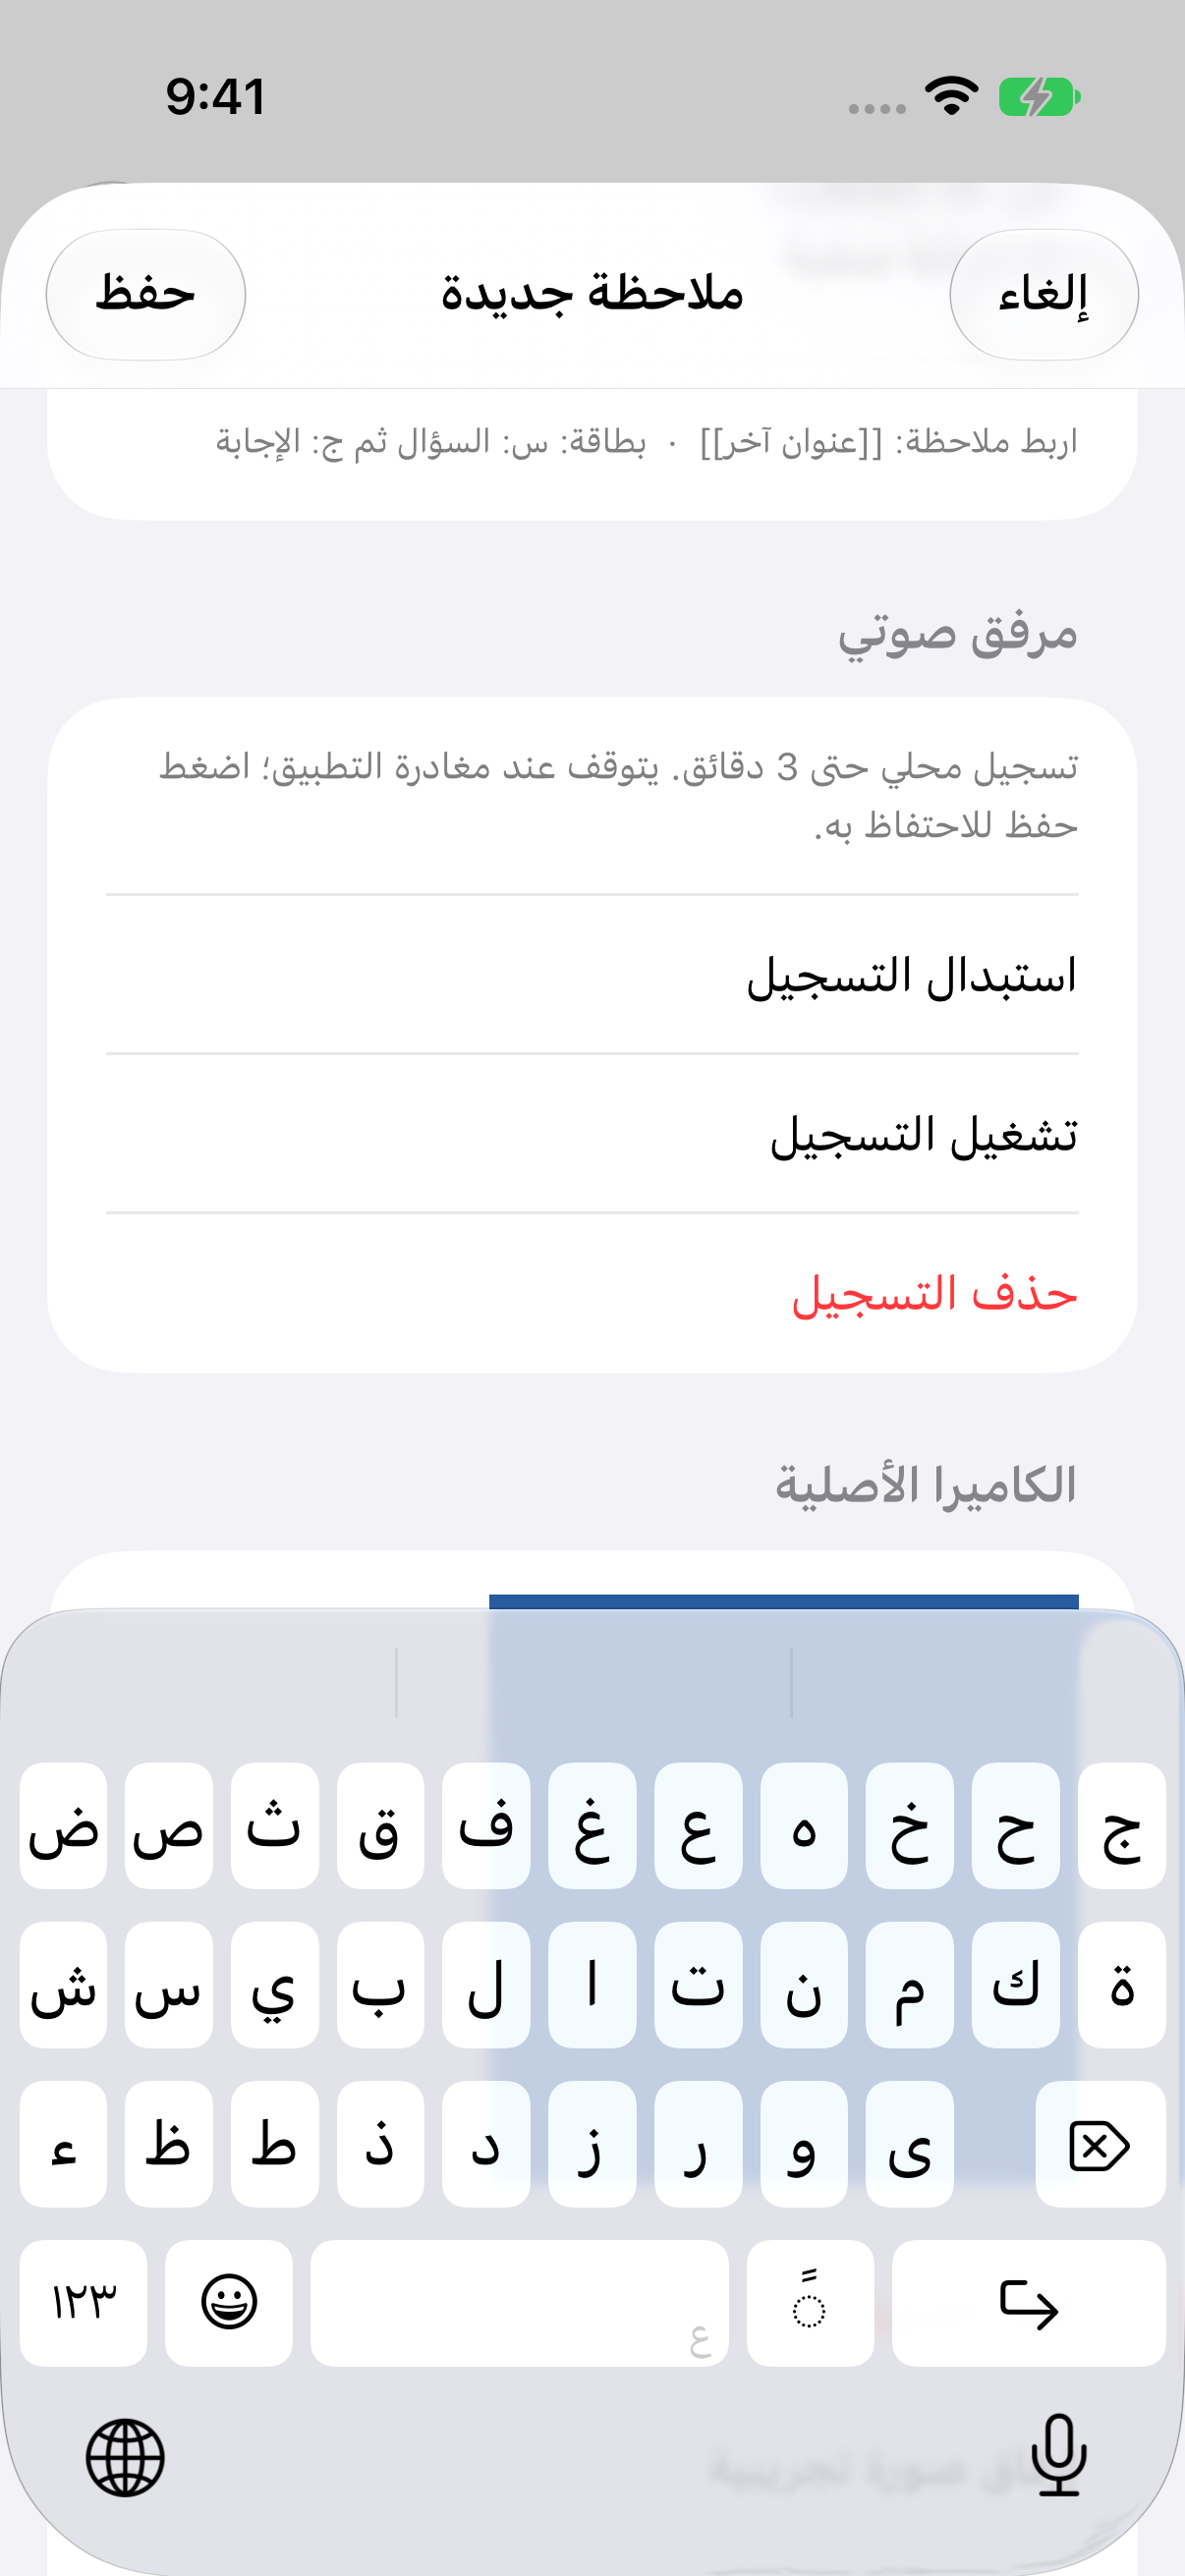 9:41
إلغاء
ملاحظة جديدة
حفظ
اربط ملاحظة: [[عنوان آخر]] · بطاقة: س: السؤال ثم ج: الإجابة
مرفق صوتي
تسجيل محلي حتى 3 دقائق. يتوقف عند مغادرة التطبيق؛ اضغط
حفظ للاحتفاظ به.
استبدال التسجيل
تشغيل التسجيل
حذف التسجيل
الكاميرا الأصلية
ض ص ث ق ف غ ع ه خ ح ج
ش س ي ب ل ا ت ن م ك ة
ء ظ ط ذ د ز ر و ى
١٢٣
ع
صورة تجريبية